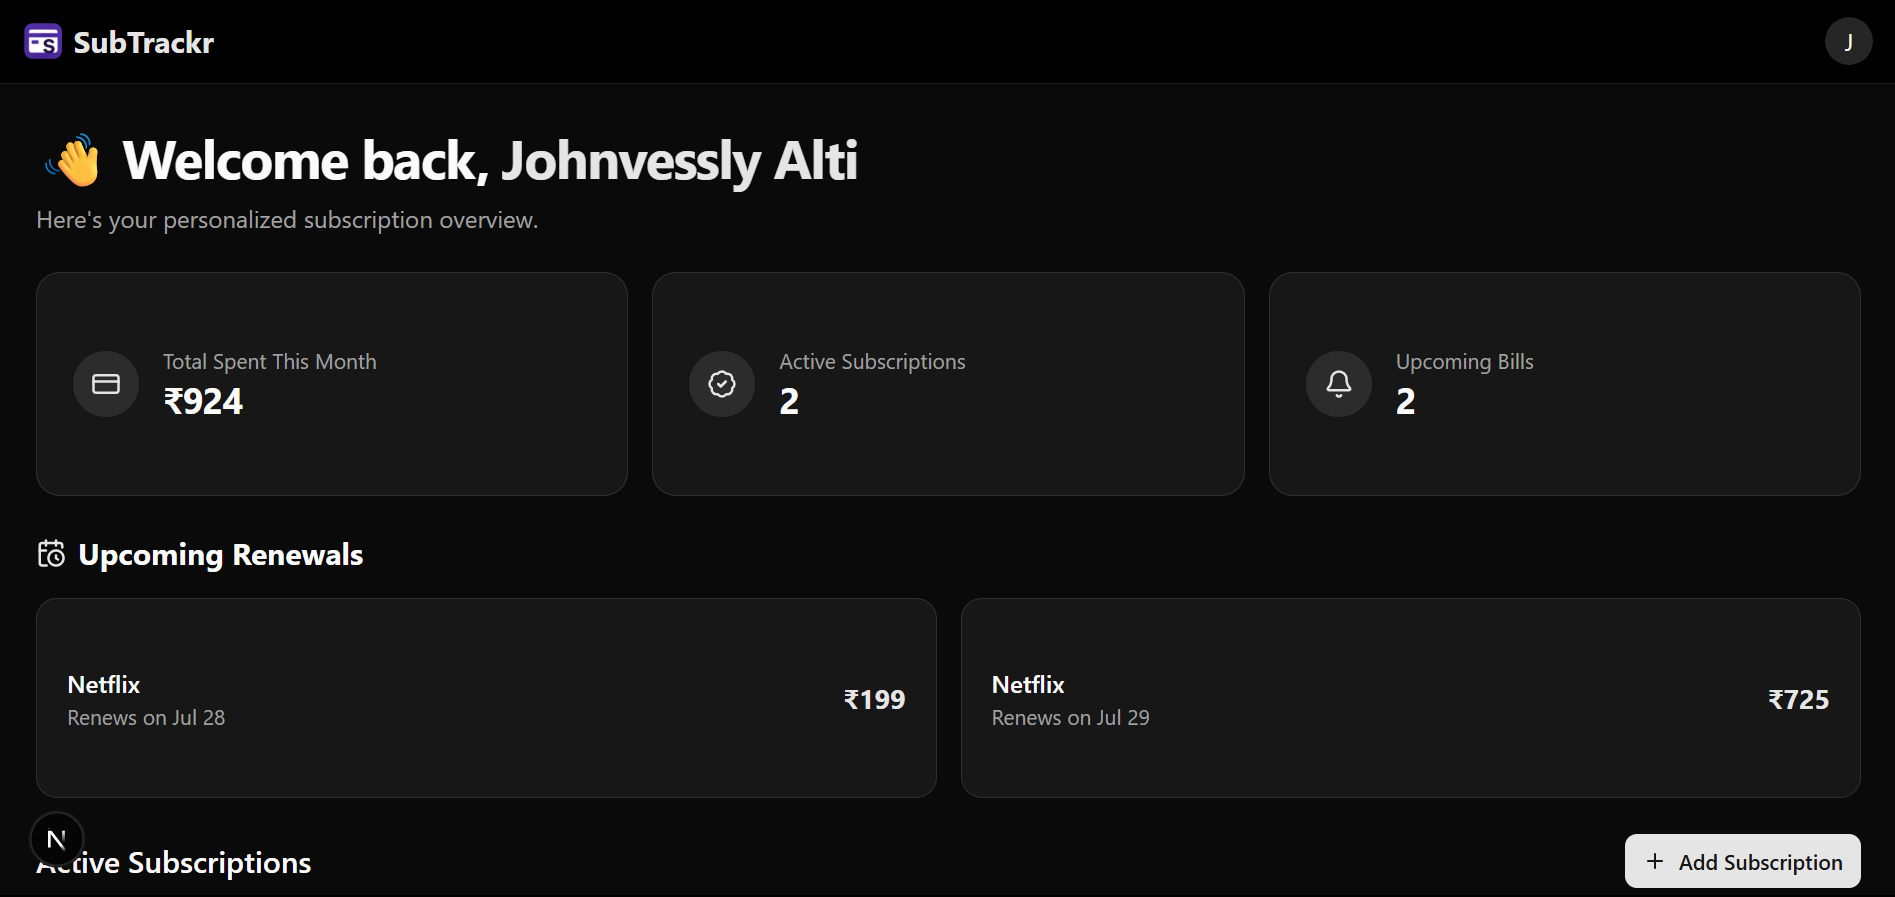 SubTrackr
J
👋 Welcome back, Johnvessly Alti
Here's your personalized subscription overview.
Total Spent This Month
₹924
Active Subscriptions
2
Upcoming Bills
2
Upcoming Renewals
Netflix
Renews on Jul 28
₹199
Netflix
Renews on Jul 29
₹725
N
Active Subscriptions
+ Add Subscription